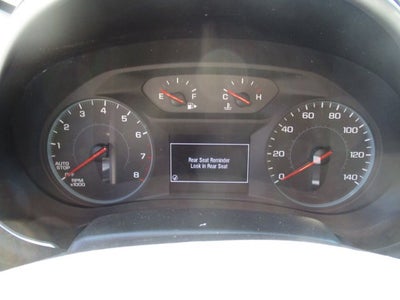 E F C H
1 2 3 4 5 6 7 8
AUTO
STOP
RPM
x1000
0 20 40 60 80 100 120 140
Rear Seat Reminder
Look in Rear Seat